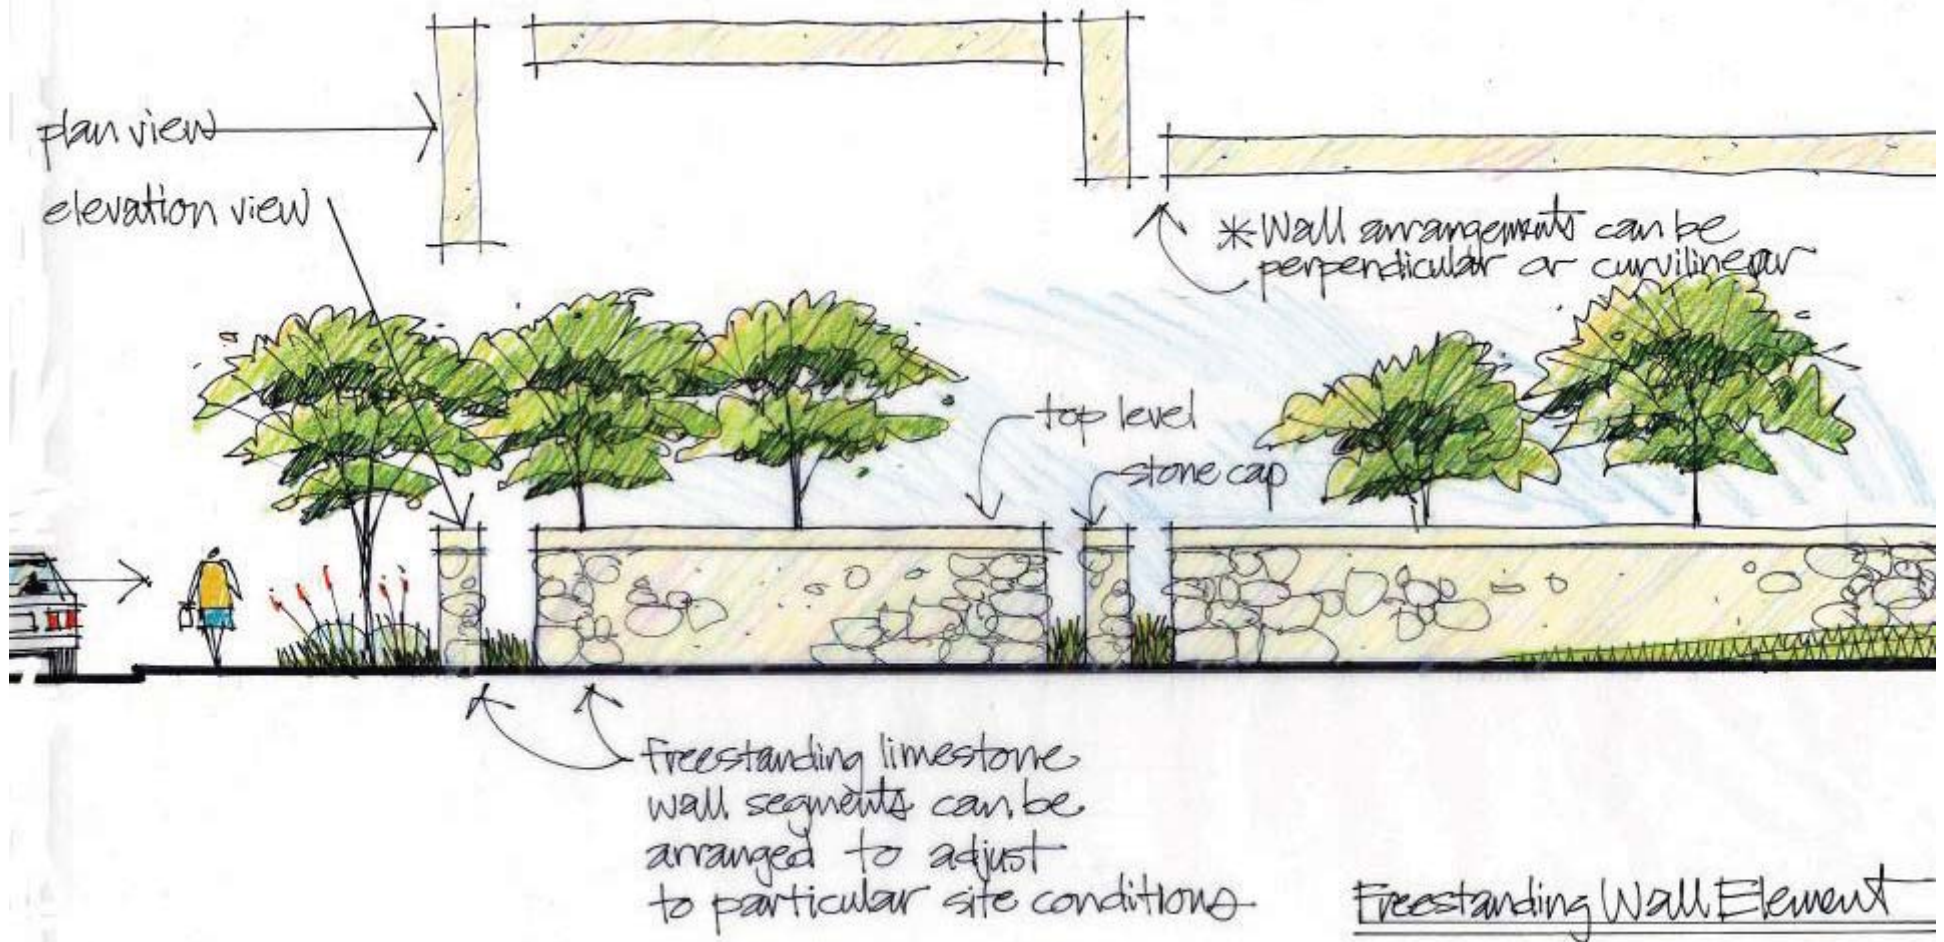 plan view
elevation view
* Wall arrangements can be
perpendicular or curvilinear
top level
stone cap
freestanding limestone
wall segments can be
arranged to adjust
to particular site conditions
Freestanding Wall Element